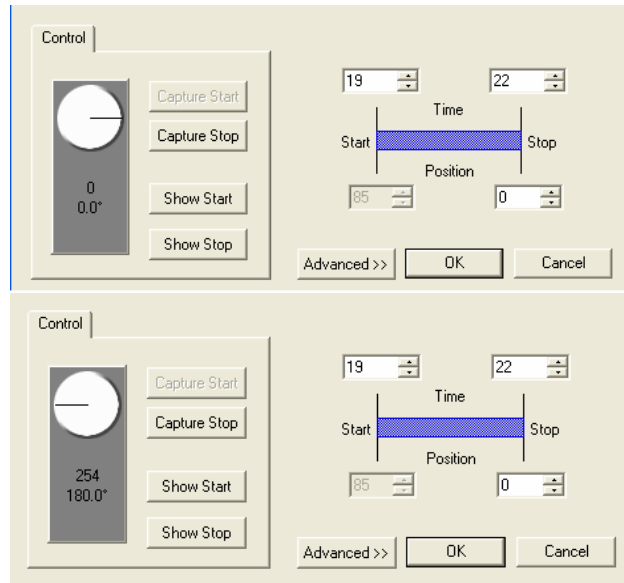 Control
Capture Start
Capture Stop
Show Start
Show Stop
0
0.0°
19
22
Time
Start
Stop
Position
85
0
Advanced >>
OK
Cancel
Control
Capture Start
Capture Stop
Show Start
Show Stop
254
180.0°
19
22
Time
Start
Stop
Position
85
0
Advanced >>
OK
Cancel